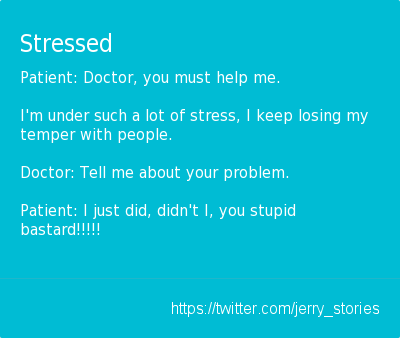 Stressed
Patient: Doctor, you must help me.
I'm under such a lot of stress, I keep losing my
temper with people.
Doctor: Tell me about your problem.
Patient: I just did, didn't I, you stupid
bastard!!!!!
https://twitter.com/jerry_stories